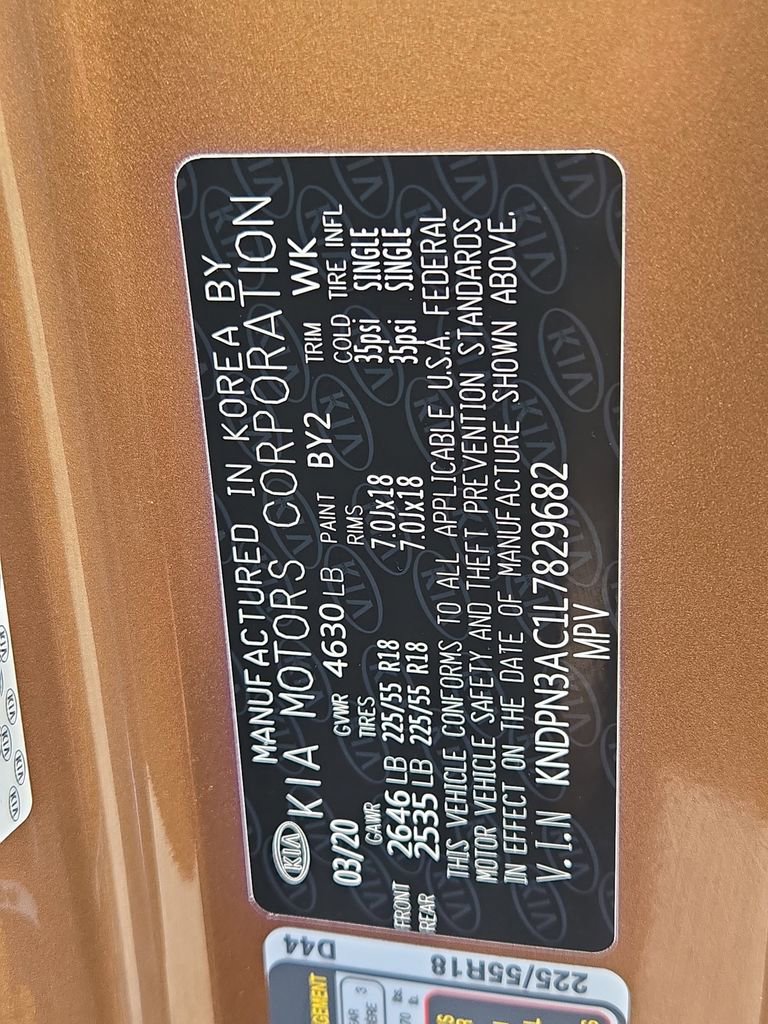 MANUFACTURED IN KOREA BY
KIA KIA MOTORS CORPORATION
03/20 GVWR 4630 LB PAINT BY2 TRIM WK
GAWR TIRES RIMS COLD TIRE INFL
FRONT 2646 LB 225/55 R18 7.0Jx18 35psi SINGLE
REAR 2535 LB 225/55 R18 7.0Jx18 35psi SINGLE
THIS VEHICLE CONFORMS TO ALL APPLICABLE U.S.A. FEDERAL
MOTOR VEHICLE SAFETY AND THEFT PREVENTION STANDARDS
IN EFFECT ON THE DATE OF MANUFACTURE SHOWN ABOVE.
V.I.N KNDPN3AC1L7829682
MPV
225/55R18
D44